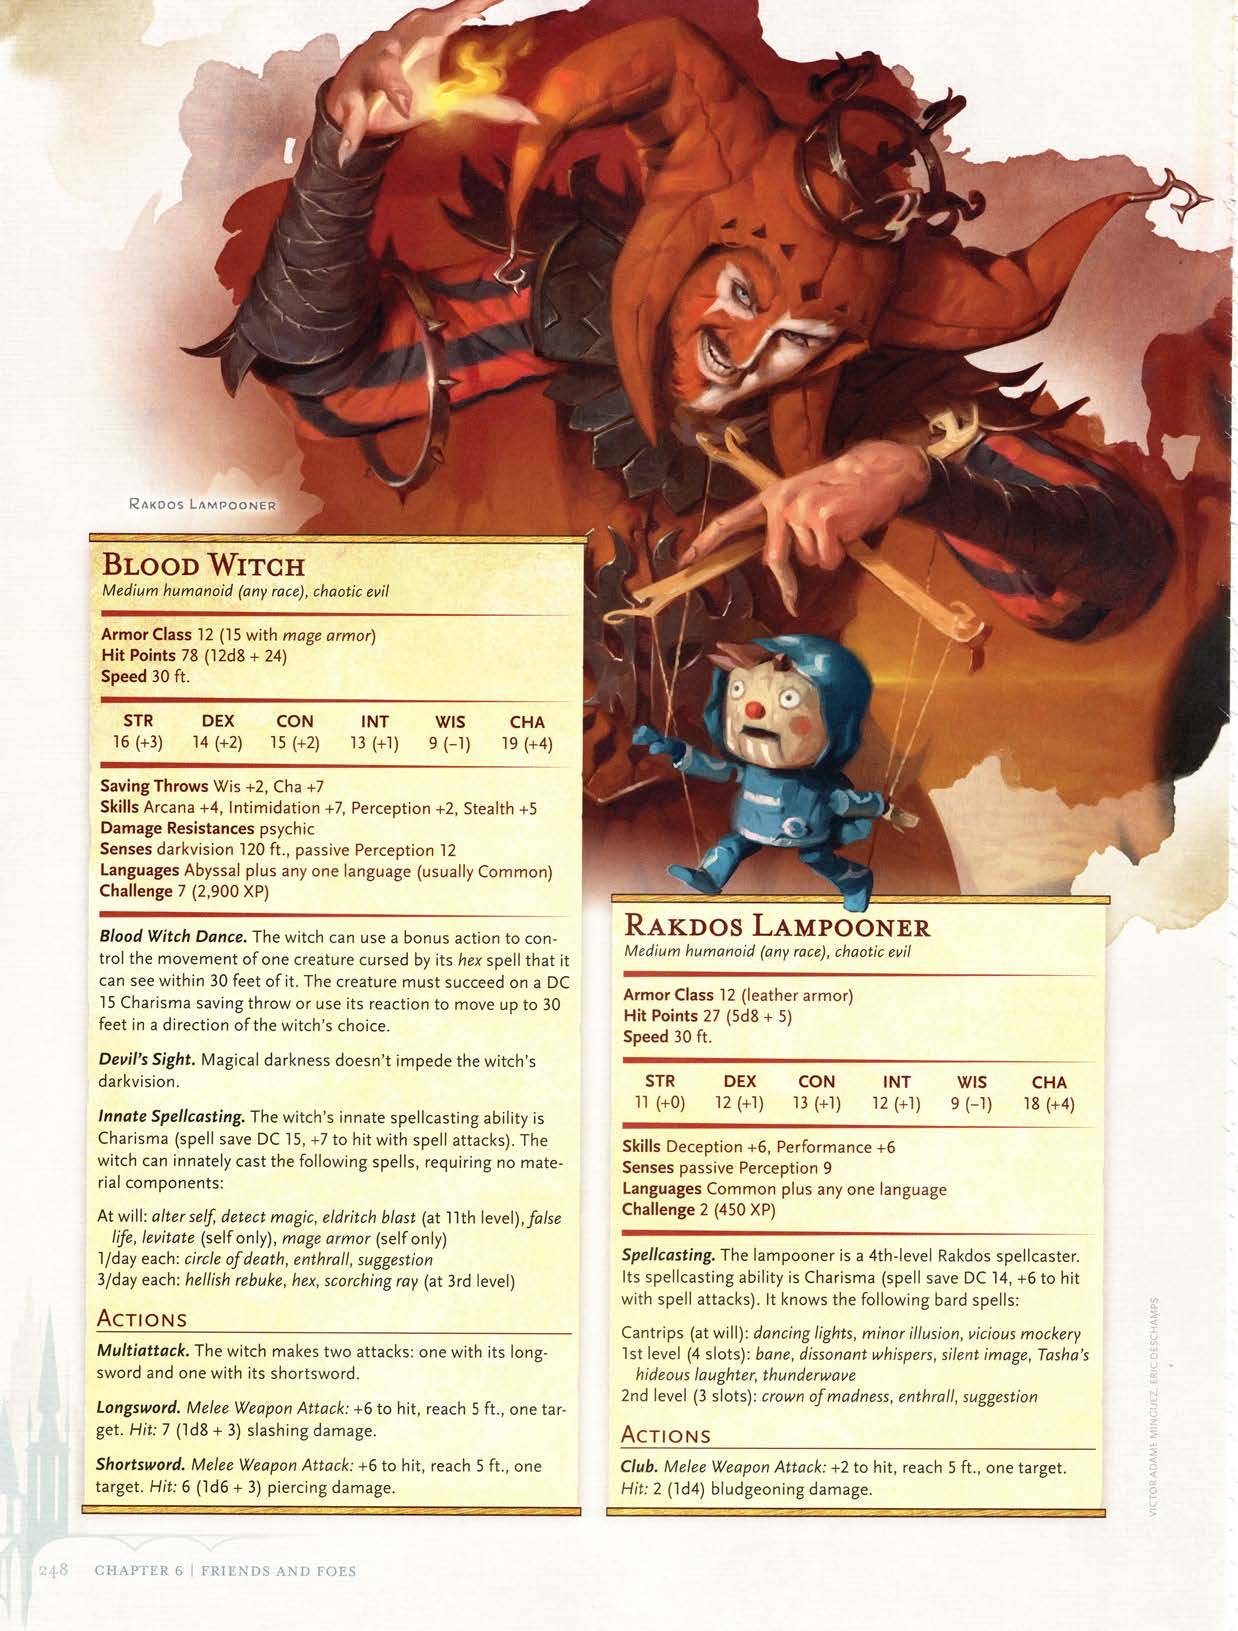 RAKDOS LAMPOONER
BLOOD WITCH
Medium humanoid (any race), chaotic evil
Armor Class 12 (15 with mage armor)
Hit Points 78 (12d8 + 24)
Speed 30 ft.
STR DEX CON INT WIS CHA
16 (+3) 14 (+2) 15 (+2) 13 (+1) 9 (–1) 19 (+4)
Saving Throws Wis +2, Cha +7
Skills Arcana +4, Intimidation +7, Perception +2, Stealth +5
Damage Resistances psychic
Senses darkvision 120 ft., passive Perception 12
Languages Abyssal plus any one language (usually Common)
Challenge 7 (2,900 XP)
Blood Witch Dance. The witch can use a bonus action to con-
trol the movement of one creature cursed by its hex spell that it
can see within 30 feet of it. The creature must succeed on a DC
15 Charisma saving throw or use its reaction to move up to 30
feet in a direction of the witch's choice.
Devil's Sight. Magical darkness doesn't impede the witch's
darkvision.
Innate Spellcasting. The witch's innate spellcasting ability is
Charisma (spell save DC 15, +7 to hit with spell attacks). The
witch can innately cast the following spells, requiring no mate-
rial components:
At will: alter self, detect magic, eldritch blast (at 11th level), false
life, levitate (self only), mage armor (self only)
1/day each: circle of death, enthrall, suggestion
3/day each: hellish rebuke, hex, scorching ray (at 3rd level)
ACTIONS
Multiattack. The witch makes two attacks: one with its long-
sword and one with its shortsword.
Longsword. Melee Weapon Attack: +6 to hit, reach 5 ft., one tar-
get. Hit: 7 (1d8 + 3) slashing damage.
Shortsword. Melee Weapon Attack: +6 to hit, reach 5 ft., one
target. Hit: 6 (1d6 + 3) piercing damage.
RAKDOS LAMPOONER
Medium humanoid (any race), chaotic evil
Armor Class 12 (leather armor)
Hit Points 27 (5d8 + 5)
Speed 30 ft.
STR DEX CON INT WIS CHA
11 (+0) 12 (+1) 13 (+1) 12 (+1) 9 (–1) 18 (+4)
Skills Deception +6, Performance +6
Senses passive Perception 9
Languages Common plus any one language
Challenge 2 (450 XP)
Spellcasting. The lampooner is a 4th-level Rakdos spellcaster.
Its spellcasting ability is Charisma (spell save DC 14, +6 to hit
with spell attacks). It knows the following bard spells:
Cantrips (at will): dancing lights, minor illusion, vicious mockery
1st level (4 slots): bane, dissonant whispers, silent image, Tasha's
hideous laughter, thunderwave
2nd level (3 slots): crown of madness, enthrall, suggestion
ACTIONS
Club. Melee Weapon Attack: +2 to hit, reach 5 ft., one target.
Hit: 2 (1d4) bludgeoning damage.
VICTOR ADAME MINGUEZ, ERIC DESCHAMPS
248 CHAPTER 6 | FRIENDS AND FOES